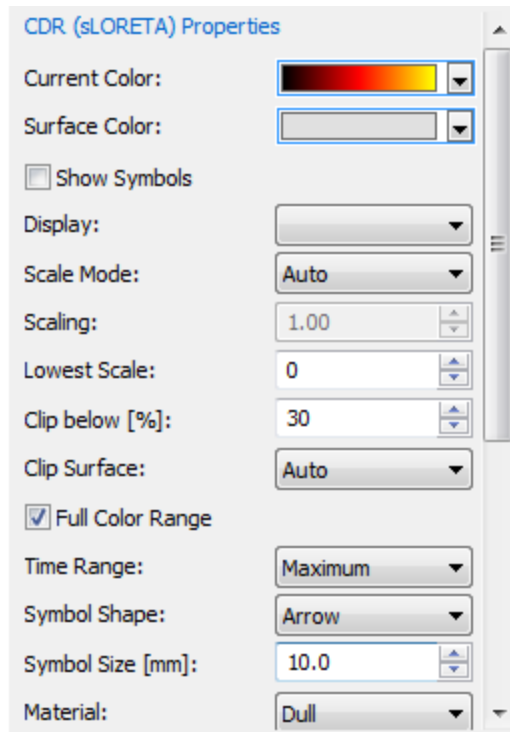 CDR (sLORETA) Properties
Current Color:
Surface Color:
Show Symbols
Display:
Scale Mode: Auto
Scaling: 1.00
Lowest Scale: 0
Clip below [%]: 30
Clip Surface: Auto
Full Color Range
Time Range: Maximum
Symbol Shape: Arrow
Symbol Size [mm]: 10.0
Material: Dull